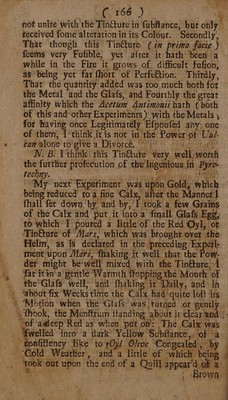 ( 166 )
not unite with the Tincture in substance, but only
received some alteration in its Colour. Secondly,
That though this Tincture (in prima facie)
seems very Fusible, yet after it hath been a
while in the Fire it grows of difficult fusion,
as being yet far short of Perfection. Thirdly,
That the quantity added was too much both for
the Metal and the Glass, and Fourthly the great
affinity which the Acetum Antimonii hath (both
of this and other Experiments) with the Metals ;
for having once Legitimately Espoused any one
of them, I think it is not in the Power of Vul-
can alone to give a Divorce.
N. B. I think this Tincture very well worth
the further prosecution of the Ingenious in Pyro-
techny.
My next Experiment was upon Gold, which
being reduced to a fine Calx, after the Manner I
shall set down by and by, I took a few Grains
of the Calx and put it into a small Glass Egg,
to which I poured a little of the Red Oyl, or
Tincture of Mars, which was brought over the
Helm, as is declared in the preceding Experi-
ment upon Mars, shaking it well that the Pow-
der might be well mixed with the Tincture, I
sat it in a gentle Warmth stopping the Mouth of
the Glass well, and shaking it Daily, and in
about six Weeks time the Calx had quite lost its
Motion when the Glass was turned or gently
shook, the Menstruum standing about it clear and
of a deep Red as when put on: The Calx was
swelled into a dark Yellow Substance, of a
consistency like to Oyl Olive Congealed, by
Cold Weather, and a little of which being
took out upon the end of a Quill appear'd of a
Brown